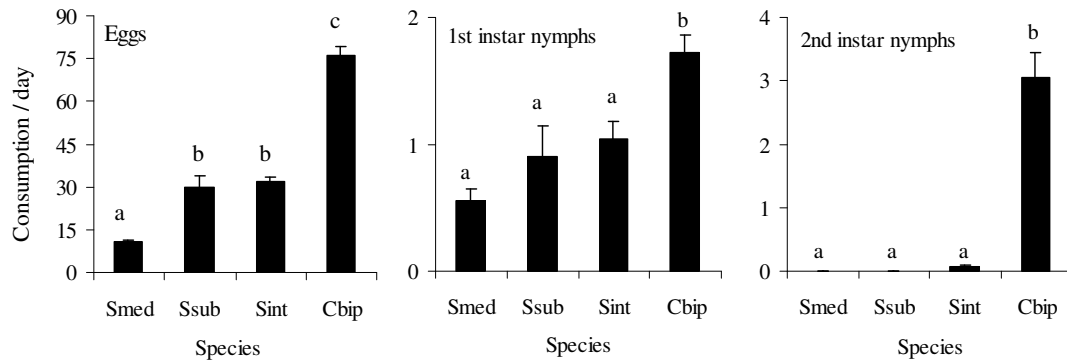 Consumption / day
Eggs
90
75
60
45
30
15
0
a
b
b
c
Smed Ssub Sint Cbip
Species
1st instar nymphs
2
1
0
a
a
a
b
Smed Ssub Sint Cbip
Species
2nd instar nymphs
4
3
2
1
0
a
a
a
b
Smed Ssub Sint Cbip
Species